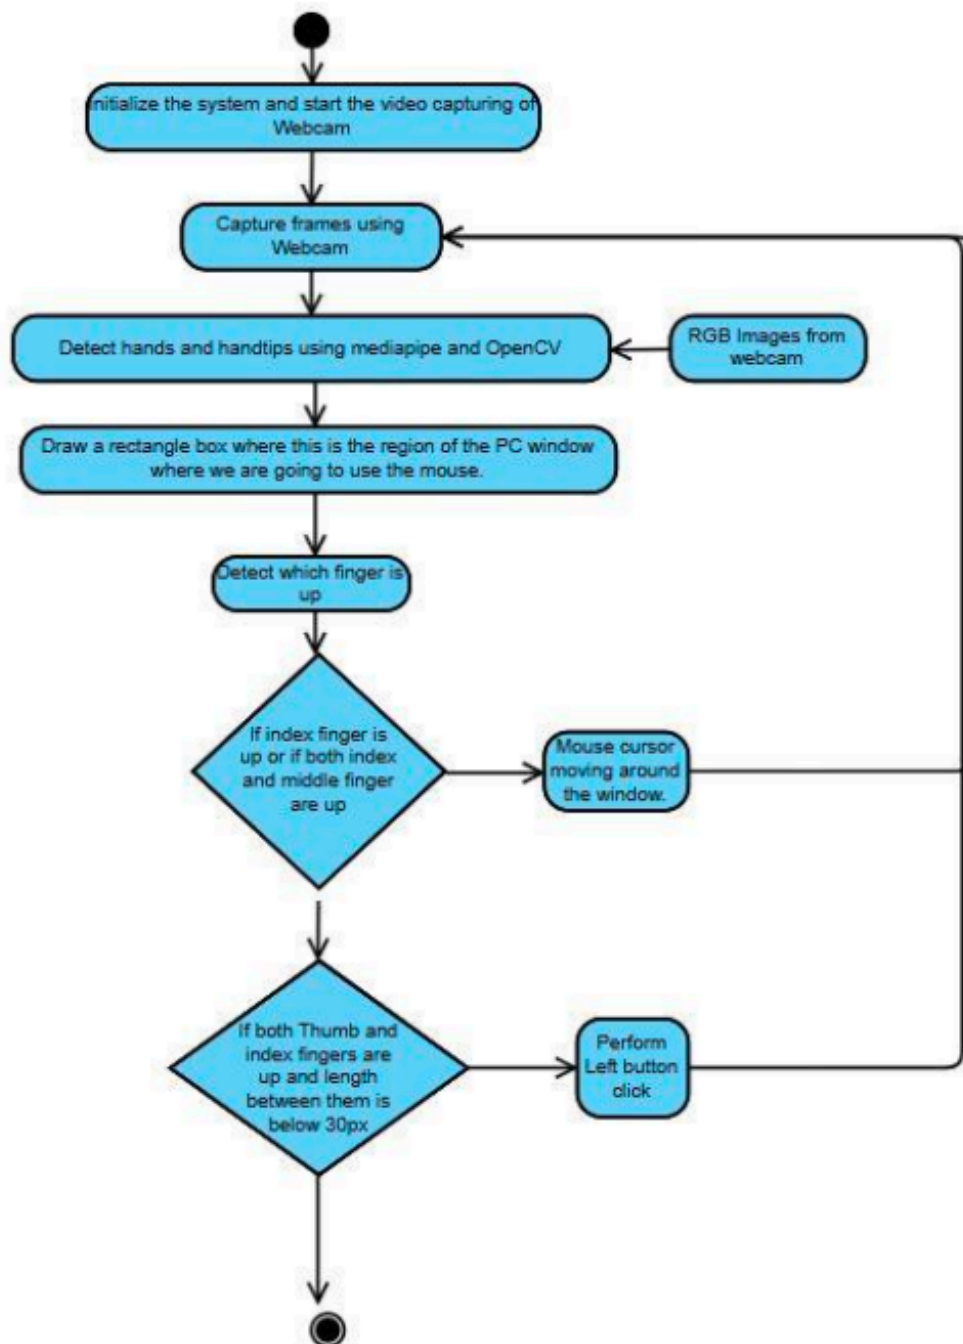 Initialize the system and start the video capturing of
Webcam
Capture frames using
Webcam
Detect hands and handtips using mediapipe and OpenCV
RGB Images from
webcam
Draw a rectangle box where this is the region of the PC window
where we are going to use the mouse.
Detect which finger is
up
If index finger is
up or if both index
and middle finger
are up
Mouse cursor
moving around
the window.
If both Thumb and
index fingers are
up and length
between them is
below 30px
Perform
Left button
click